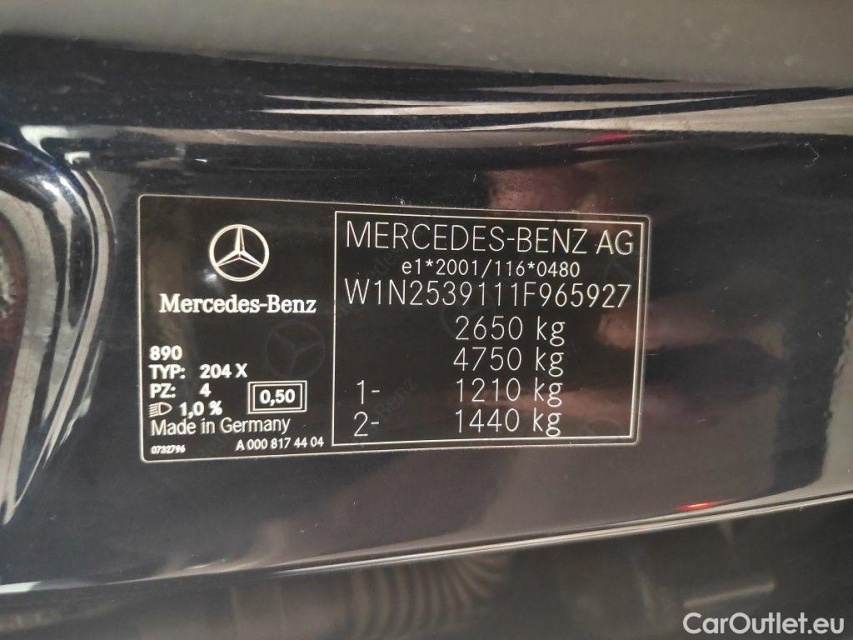 Mercedes-Benz
890
TYP: 204 X
PZ: 4
1,0 %
0,50
Made in Germany
0732796
A 000 817 44 04
MERCEDES-BENZ AG
e1*2001/116*0480
W1N2539111F965927
2650 kg
4750 kg
1- 1210 kg
2- 1440 kg
CarOutlet.eu